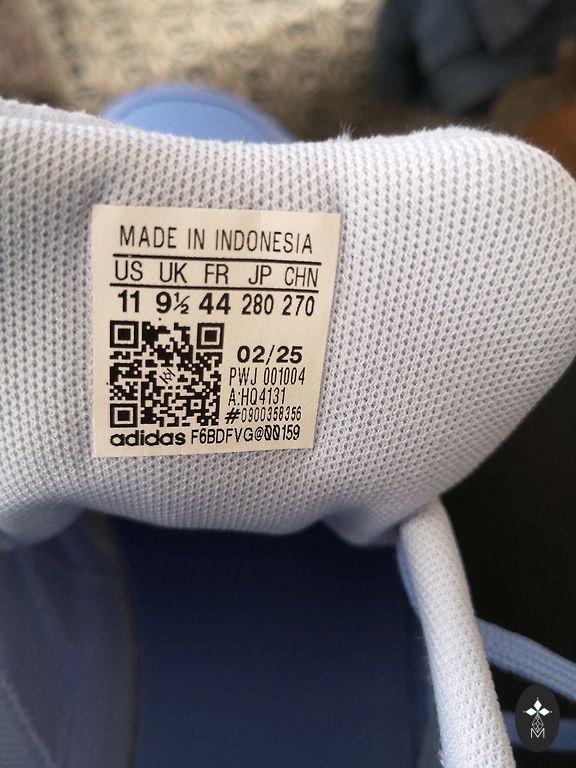 MADE IN INDONESIA
US UK FR JP CHN
11 9½ 44 280 270
02/25
PWJ 001004
A:HQ4131
#0900358356
adidas F6BDFVG@00159
M